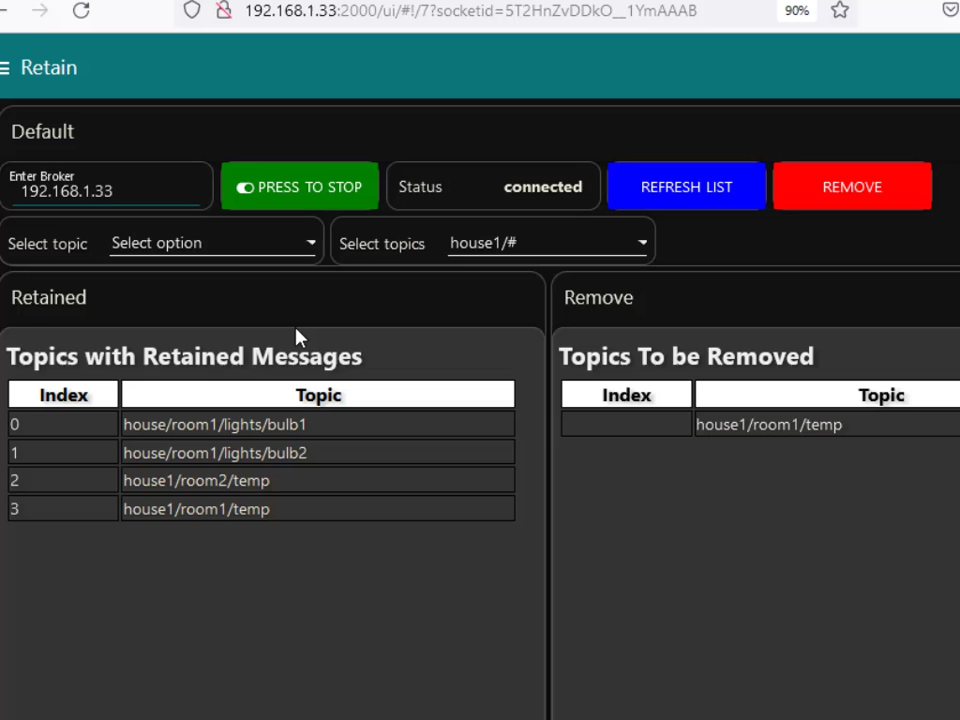 192.168.1.33:2000/ui/#!/7?socketid=5T2HnZvDDkO__1YmAAAB 90%
Retain
Default
Enter Broker
192.168.1.33
PRESS TO STOP
Status connected
REFRESH LIST
REMOVE
Select topic Select option
Select topics house1/#
Retained
Topics with Retained Messages
Index Topic
0 house/room1/lights/bulb1
1 house/room1/lights/bulb2
2 house1/room2/temp
3 house1/room1/temp
Remove
Topics To be Removed
Index Topic
house1/room1/temp